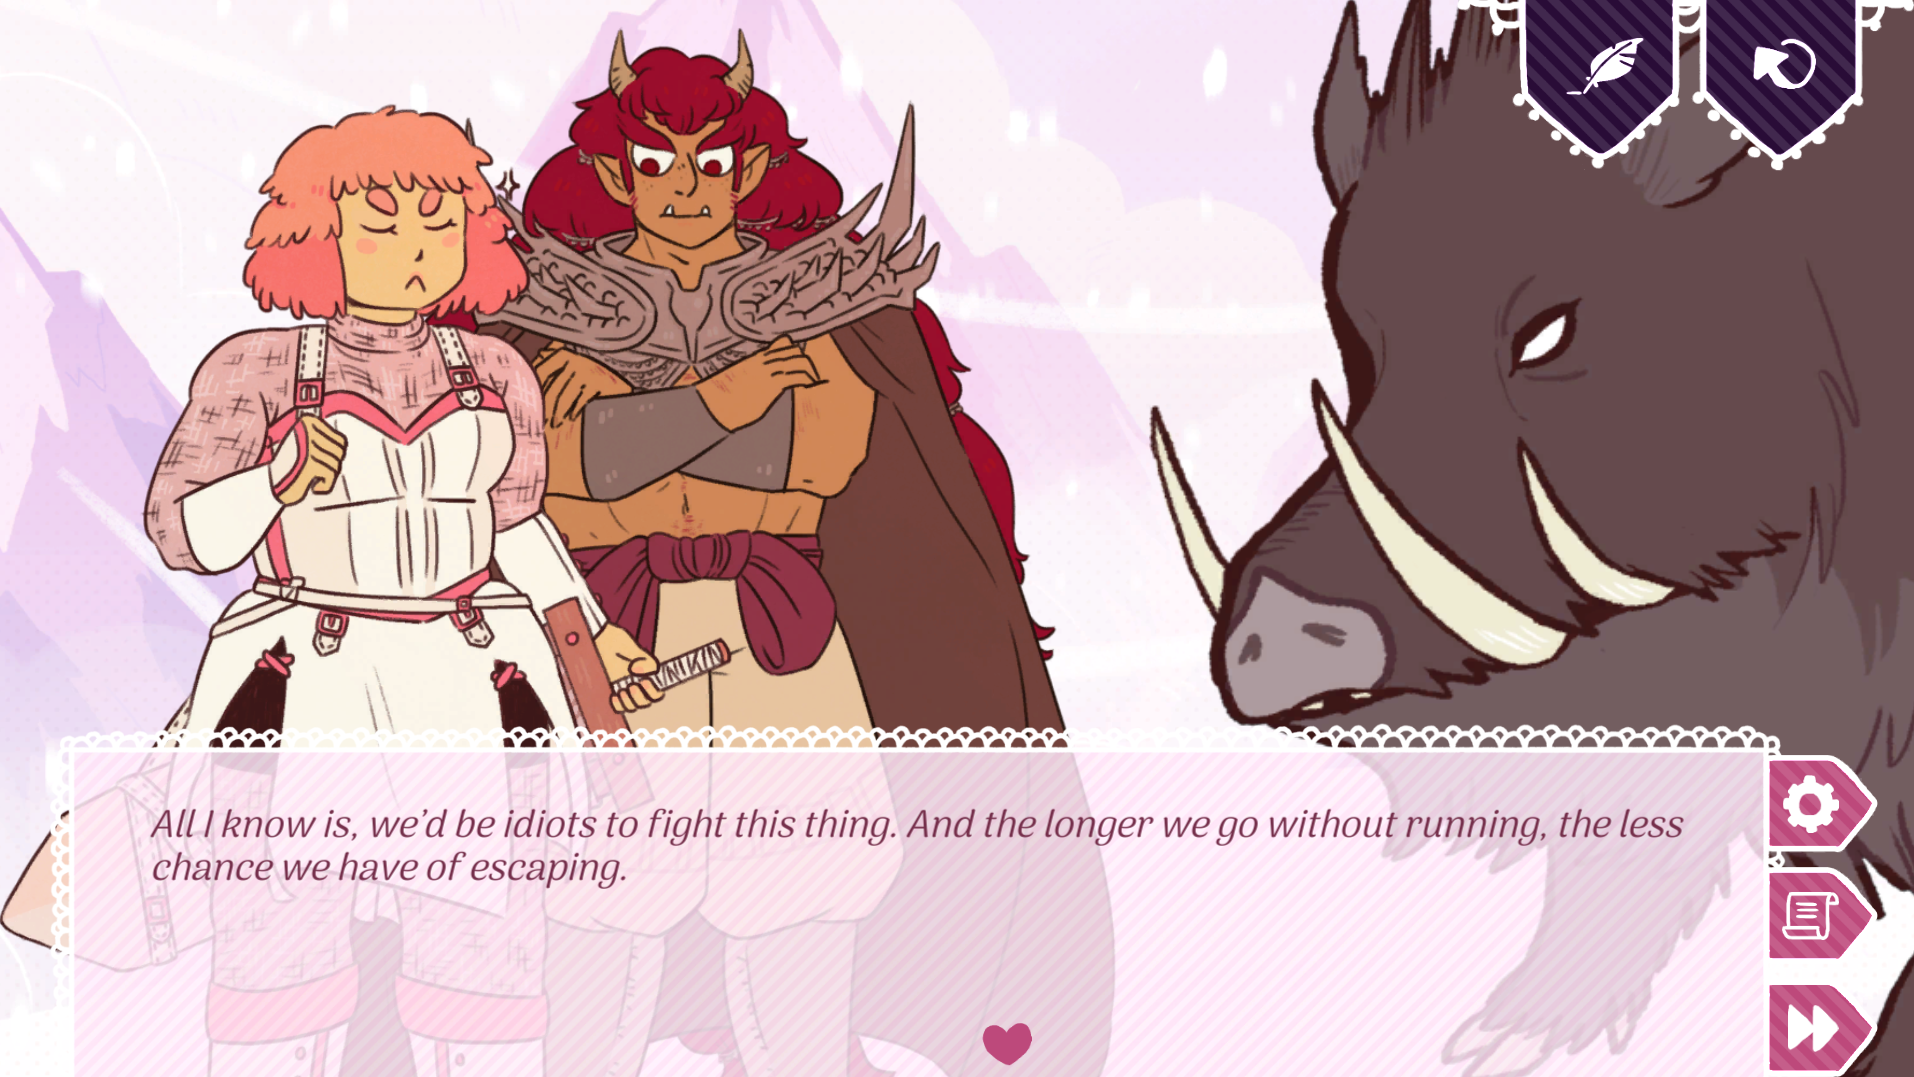 All I know is, we’d be idiots to fight this thing. And the longer we go without running, the less
chance we have of escaping.